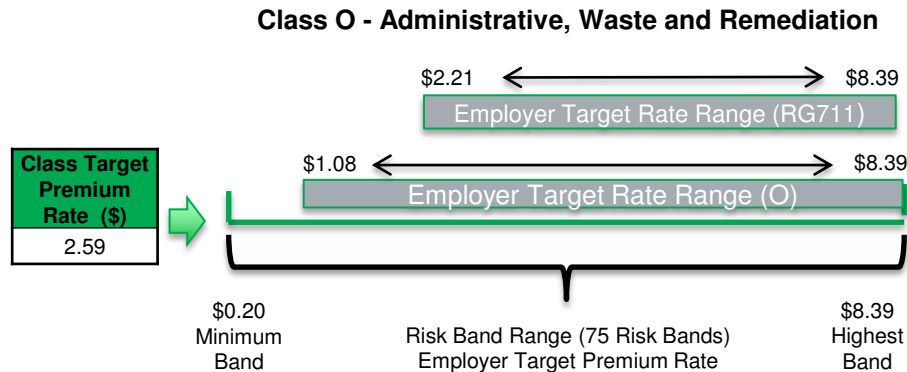 Class O - Administrative, Waste and Remediation
$2.21 $8.39
Employer Target Rate Range (RG711)
$1.08 $8.39
Employer Target Rate Range (O)
Class Target
Premium
Rate ($)
2.59
$0.20
Minimum
Band
Risk Band Range (75 Risk Bands)
Employer Target Premium Rate
$8.39
Highest
Band